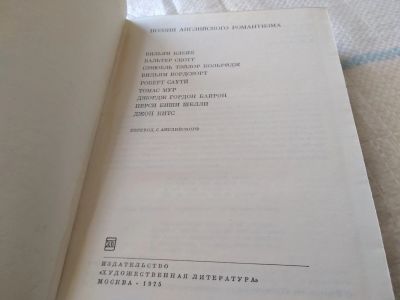 ПОЭЗИЯ АНГЛИЙСКОГО РОМАНТИЗМА
ВИЛЬЯМ БЛЕЙК
ВАЛЬТЕР СКОТТ
СЭМЮЕЛЬ ТЭЙЛОР КОЛЬРИДЖ
ВИЛЬЯМ ВОРДСВОРТ
РОБЕРТ САУТИ
ТОМАС МУР
ДЖОРДЖ ГОРДОН БАЙРОН
ПЕРСИ БИШИ ШЕЛЛИ
ДЖОН КИТС
ПЕРЕВОД С АНГЛИЙСКОГО
ИЗДАТЕЛЬСТВО
«ХУДОЖЕСТВЕННАЯ ЛИТЕРАТУРА»
МОСКВА · 1975